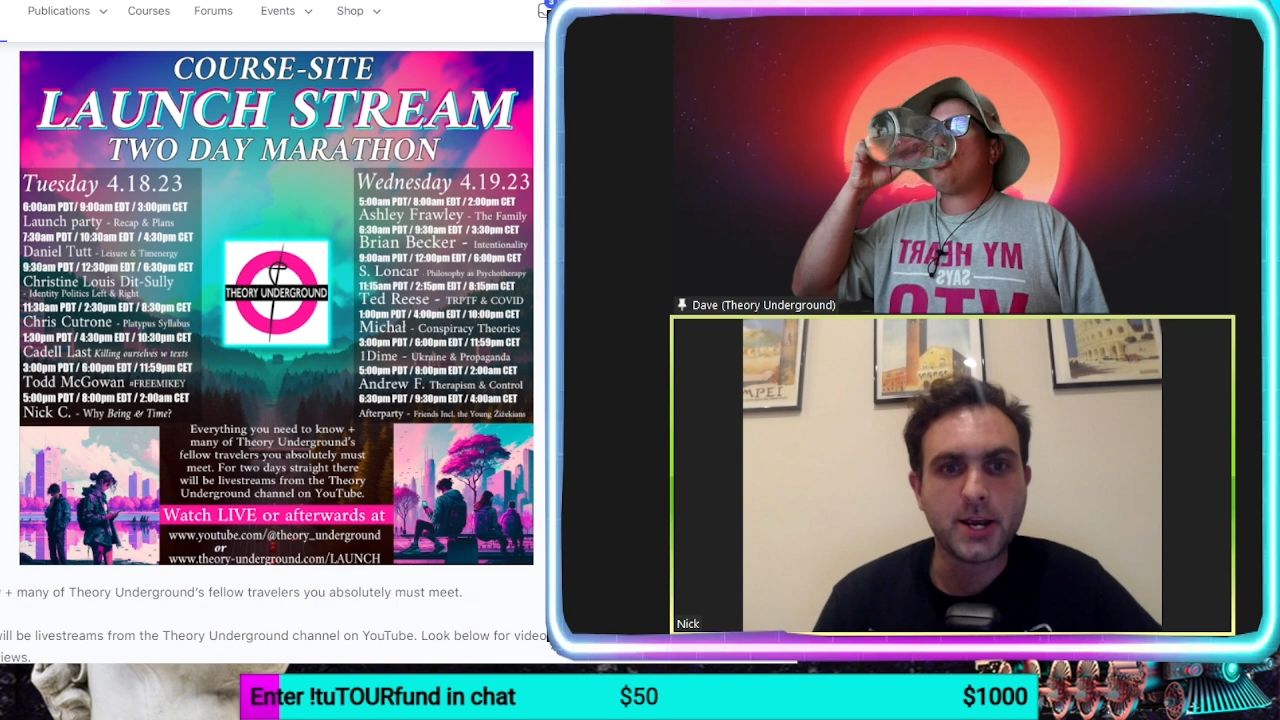 Publications
Courses
Forums
Events
Shop
COURSE-SITE
LAUNCH STREAM
TWO DAY MARATHON
Tuesday 4.18.23
6:00am PDT/ 9:00am EDT / 3:00pm CET
Launch party - Recap & Plans
7:30am PDT / 10:30am EDT / 4:30pm CET
Daniel Tutt - Leisure & Timenergy
9:30am PDT / 12:30pm EDT / 6:30pm CET
Christine Louis Dit-Sully
- Identity Politics Left & Right
11:30am PDT / 2:30pm EDT / 8:30pm CET
Chris Cutrone - Platypus Syllabus
1:30pm PDT / 4:30pm EDT / 10:30pm CET
Cadell Last Killing ourselves w texts
3:00pm PDT / 6:00pm EDT / 11:59pm CET
Todd McGowan #FREEMIKEY
5:00pm PDT / 8:00pm EDT / 2:00am CET
Nick C. - Why Being & Time?
Wednesday 4.19.23
5:00am PDT/ 8:00am EDT / 2:00pm CET
Ashley Frawley - The Family
6:30am PDT / 9:30am EDT / 3:30pm CET
Brian Becker - Intentionality
9:00am PDT / 12:00pm EDT / 6:00pm CET
S. Loncar - Philosophy as Psychotherapy
11:15am PDT / 2:15pm EDT / 8:15pm CET
Ted Reese - TRPTF & COVID
1:00pm PDT / 4:00pm EDT / 10:00pm CET
Michal - Conspiracy Theories
3:00pm PDT / 6:00pm EDT / 11:59pm CET
1Dime - Ukraine & Propaganda
5:00pm PDT / 8:00pm EDT / 2:00am CET
Andrew F. Therapism & Control
6:30pm PDT / 9:30pm EDT / 4:00am CET
Afterparty - Friends Incl. the Young Žižekians
THEORY UNDERGROUND
Everything you need to know +
many of Theory Underground's
fellow travelers you absolutely must
meet. For two days straight there
will be livestreams from the Theory
Underground channel on YouTube.
Watch LIVE or afterwards at
www.youtube.com/@theory_underground
or
www.theory-underground.com/LAUNCH
+ many of Theory Underground's fellow travelers you absolutely must meet.
will be livestreams from the Theory Underground channel on YouTube. Look below for video
iews.
3
MY HEART
SAYS
VTO
Dave (Theory Underground)
MPEI
Nick
Enter !tuTOURfund in chat
$50
$1000